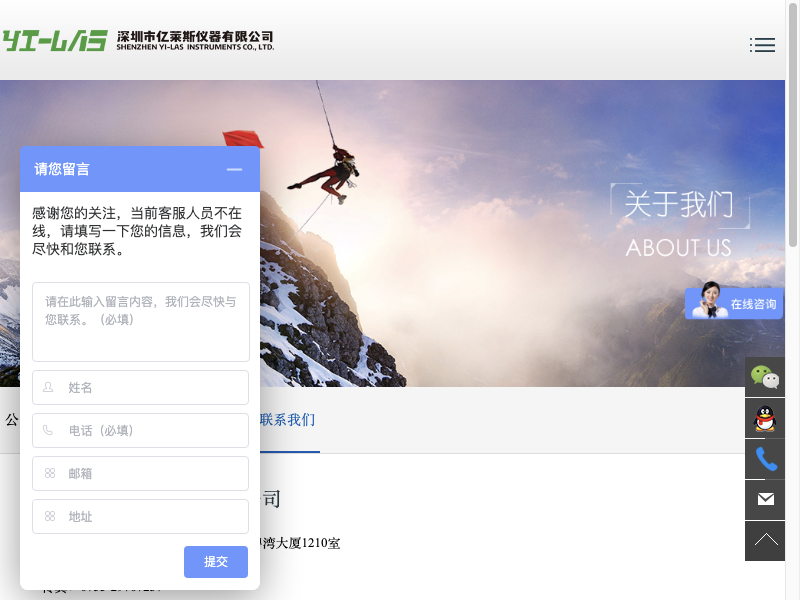 YI-LAS 深圳市亿莱斯仪器有限公司
SHENZHEN YI-LAS INSTRUMENTS CO., LTD.
关于我们
ABOUT US
在线咨询
请您留言
感谢您的关注，当前客服人员不在
线，请填写一下您的信息，我们会
尽快和您联系。
请在此输入留言内容，我们会尽快与
您联系。（必填）
姓名
电话（必填）
邮箱
地址
提交
公
联系我们
司
湾大厦1210室